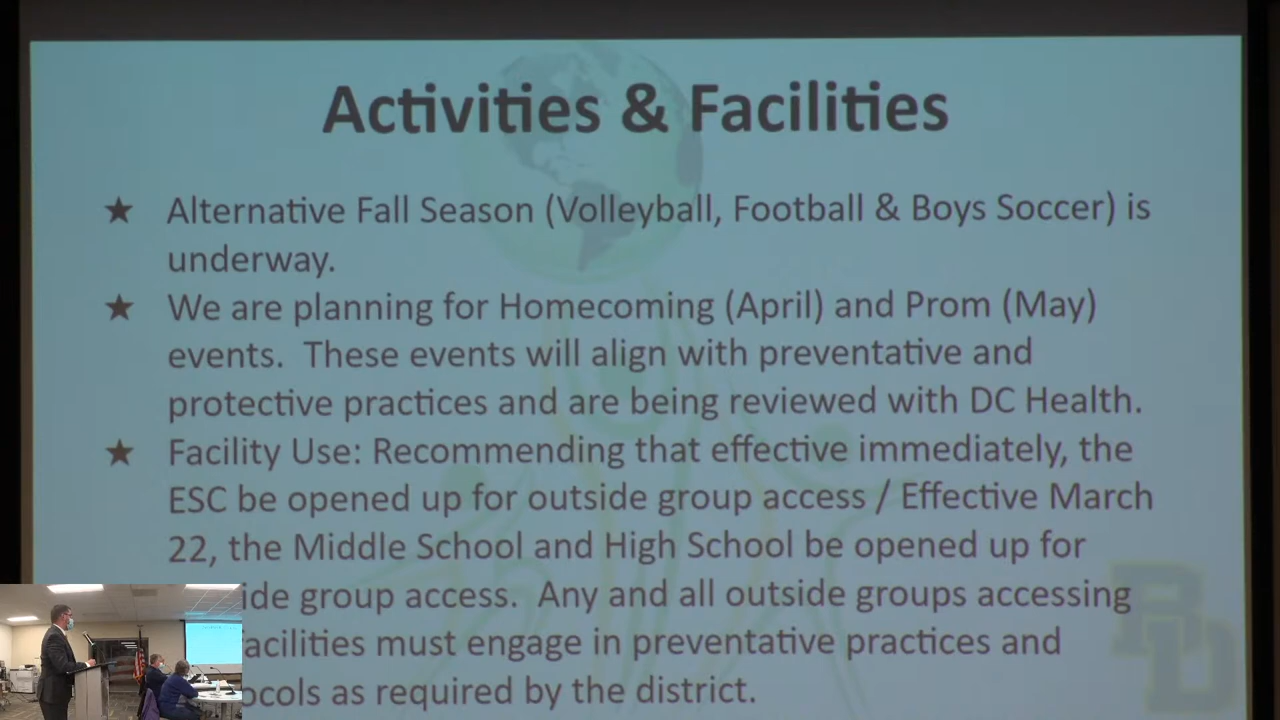 Activities & Facilities
★ Alternative Fall Season (Volleyball, Football & Boys Soccer) is
underway.
★ We are planning for Homecoming (April) and Prom (May)
events. These events will align with preventative and
protective practices and are being reviewed with DC Health.
★ Facility Use: Recommending that effective immediately, the
ESC be opened up for outside group access / Effective March
22, the Middle School and High School be opened up for
ide group access. Any and all outside groups accessing
acilities must engage in preventative practices and
ocols as required by the district.